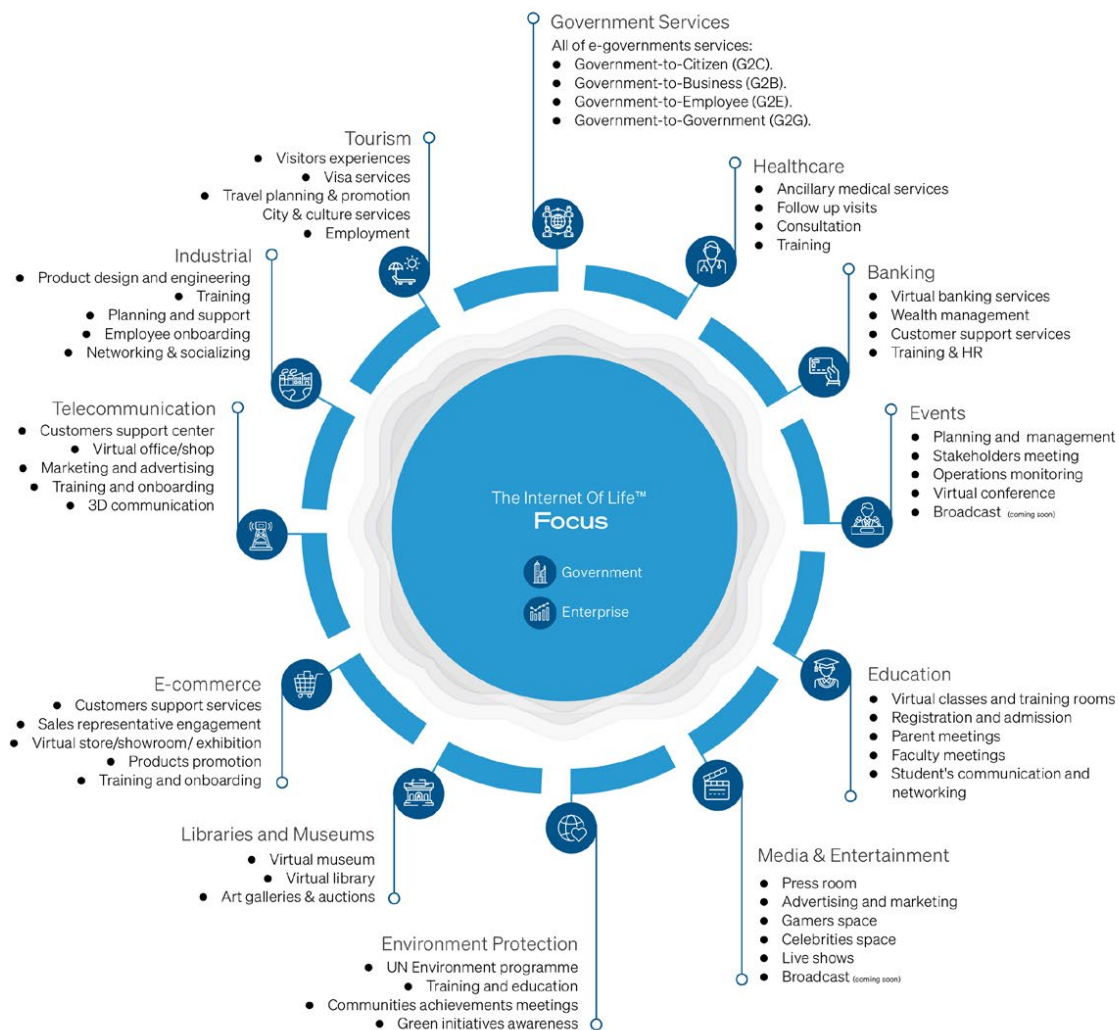 Government Services
All of e-governments services:
● Government-to-Citizen (G2C).
● Government-to-Business (G2B).
● Government-to-Employee (G2E).
● Government-to-Government (G2G).
Healthcare
● Ancillary medical services
● Follow up visits
● Consultation
● Training
Banking
● Virtual banking services
● Wealth management
● Customer support services
● Training & HR
Events
● Planning and management
● Stakeholders meeting
● Operations monitoring
● Virtual conference
● Broadcast (coming soon)
Education
● Virtual classes and training rooms
● Registration and admission
● Parent meetings
● Faculty meetings
● Student's communication and
networking
Media & Entertainment
● Press room
● Advertising and marketing
● Gamers space
● Celebrities space
● Live shows
● Broadcast (coming soon)
Environment Protection
● UN Environment programme
● Training and education
● Communities achievements meetings
● Green initiatives awareness
Libraries and Museums
● Virtual museum
● Virtual library
● Art galleries & auctions
E-commerce
● Customers support services
● Sales representative engagement
● Virtual store/showroom/ exhibition
● Products promotion
● Training and onboarding
Telecommunication
● Customers support center
● Virtual office/shop
● Marketing and advertising
● Training and onboarding
● 3D communication
Industrial
● Product design and engineering
● Training
● Planning and support
● Employee onboarding
● Networking & socializing
Tourism
● Visitors experiences
● Visa services
● Travel planning & promotion
City & culture services
● Employment
The Internet Of Life™
Focus
Government
Enterprise